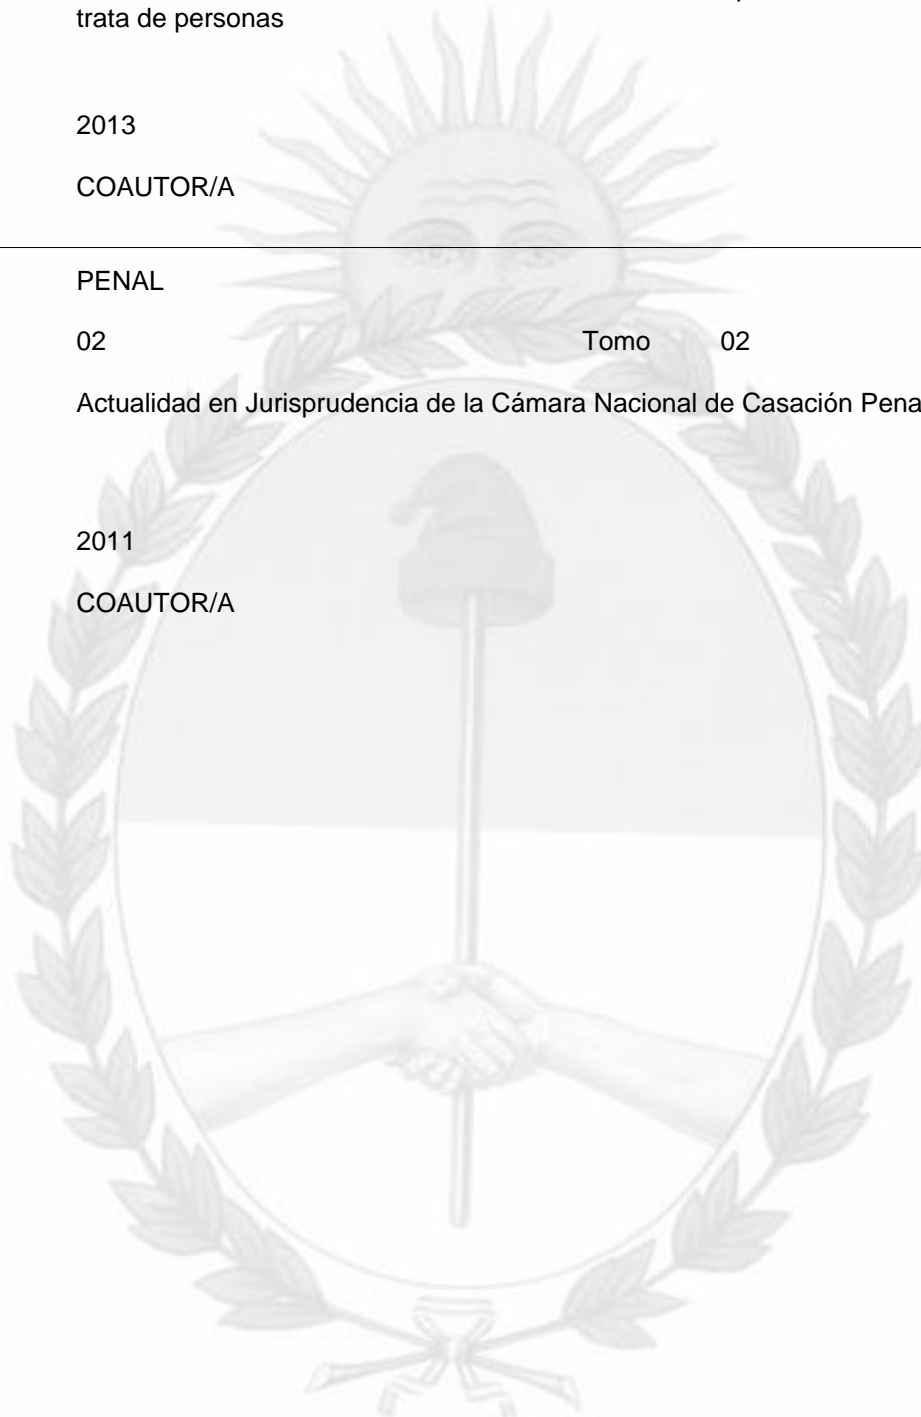 trata de personas
2013
COAUTOR/A
PENAL
02 Tomo 02
Actualidad en Jurisprudencia de la Cámara Nacional de Casación Pena
2011
COAUTOR/A